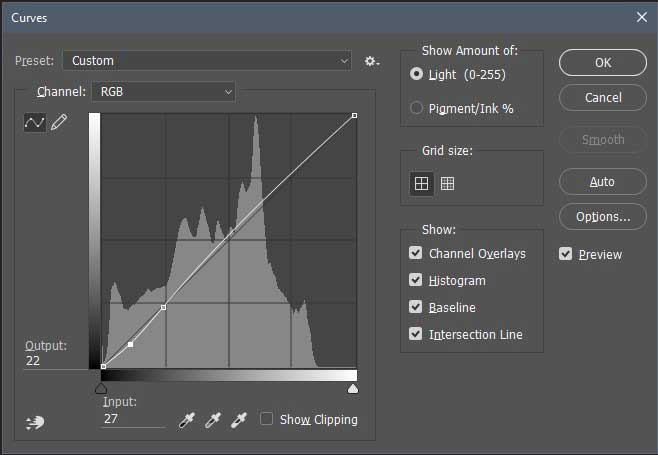 Curves
Preset: Custom
Channel: RGB
Output:
22
Input:
27
Show Clipping
Show Amount of:
Light (0-255)
Pigment/Ink %
Grid size:
Show:
Channel Overlays
Histogram
Baseline
Intersection Line
OK
Cancel
Smooth
Auto
Options...
Preview